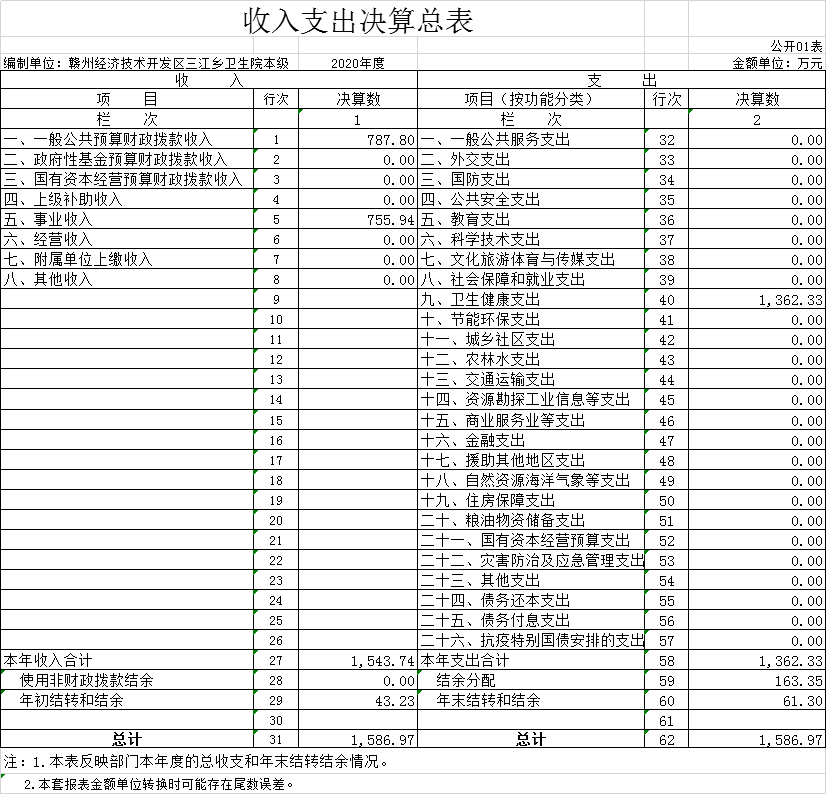 收入支出决算总表
公开01表
编制单位: 赣州经济技术开发区三江乡卫生院本级 2020年度 金额单位: 万元
收 入 支 出
项 目 行次 决算数 项目（按功能分类） 行次 决算数
栏 次 1 栏 次 2
一、一般公共预算财政拨款收入 1 787.80 一、一般公共服务支出 32 0.00
二、政府性基金预算财政拨款收入 2 0.00 二、外交支出 33 0.00
三、国有资本经营预算财政拨款收入 3 0.00 三、国防支出 34 0.00
四、上级补助收入 4 0.00 四、公共安全支出 35 0.00
五、事业收入 5 755.94 五、教育支出 36 0.00
六、经营收入 6 0.00 六、科学技术支出 37 0.00
七、附属单位上缴收入 7 0.00 七、文化旅游体育与传媒支出 38 0.00
八、其他收入 8 0.00 八、社会保障和就业支出 39 0.00
9 九、卫生健康支出 40 1,362.33
10 十、节能环保支出 41 0.00
11 十一、城乡社区支出 42 0.00
12 十二、农林水支出 43 0.00
13 十三、交通运输支出 44 0.00
14 十四、资源勘探工业信息等支出 45 0.00
15 十五、商业服务业等支出 46 0.00
16 十六、金融支出 47 0.00
17 十七、援助其他地区支出 48 0.00
18 十八、自然资源海洋气象等支出 49 0.00
19 十九、住房保障支出 50 0.00
20 二十、粮油物资储备支出 51 0.00
21 二十一、国有资本经营预算支出 52 0.00
22 二十二、灾害防治及应急管理支出 53 0.00
23 二十三、其他支出 54 0.00
24 二十四、债务还本支出 55 0.00
25 二十五、债务付息支出 56 0.00
26 二十六、抗疫特别国债安排的支出 57 0.00
本年收入合计 27 1,543.74 本年支出合计 58 1,362.33
使用非财政拨款结余 28 0.00 结余分配 59 163.35
年初结转和结余 29 43.23 年末结转和结余 60 61.30
30 61
总计 31 1,586.97 总计 62 1,586.97
注：1.本表反映部门本年度的总收支和年末结转结余情况。
2.本套报表金额单位转换时可能存在尾数误差。